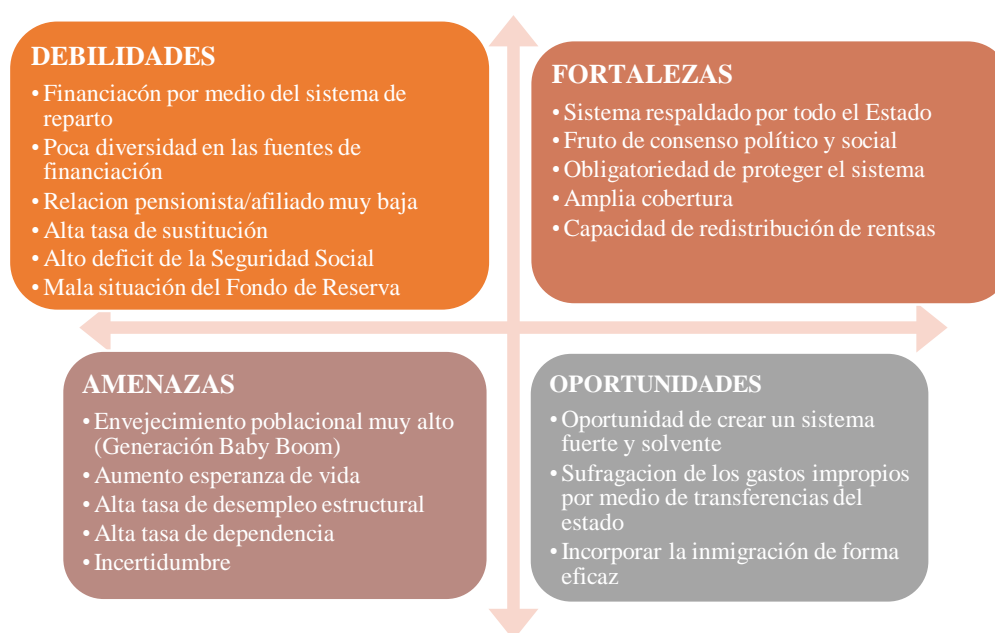 DEBILIDADES
• Financiacón por medio del sistema de
reparto
• Poca diversidad en las fuentes de
financiación
• Relacion pensionista/afiliado muy baja
• Alta tasa de sustitución
• Alto deficit de la Seguridad Social
• Mala situación del Fondo de Reserva
FORTALEZAS
• Sistema respaldado por todo el Estado
• Fruto de consenso político y social
• Obligatoriedad de proteger el sistema
• Amplia cobertura
• Capacidad de redistribución de rentsas
AMENAZAS
• Envejecimiento poblacional muy alto
(Generación Baby Boom)
• Aumento esperanza de vida
• Alta tasa de desempleo estructural
• Alta tasa de dependencia
• Incertidumbre
OPORTUNIDADES
• Oportunidad de crear un sistema
fuerte y solvente
• Sufragacion de los gastos impropios
por medio de transferencias del
estado
• Incorporar la inmigración de forma
eficaz